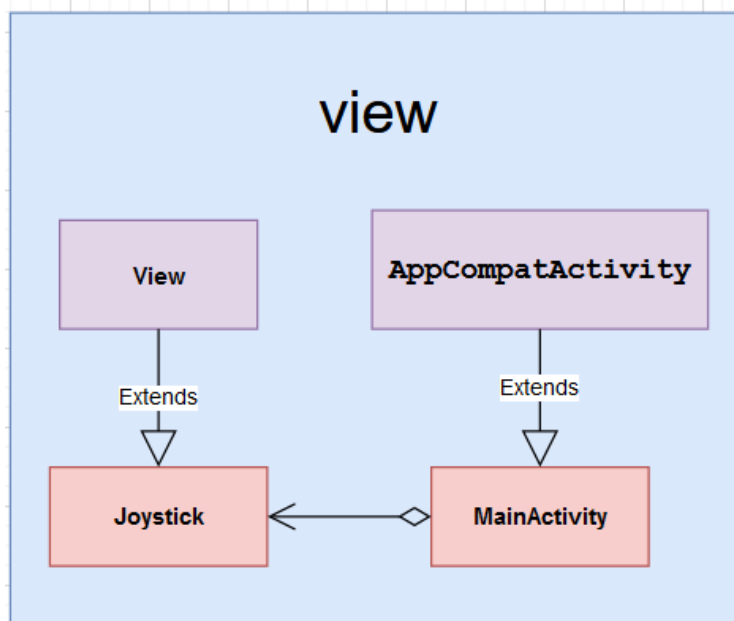 view
View
AppCompatActivity
Extends
Extends
Joystick
MainActivity